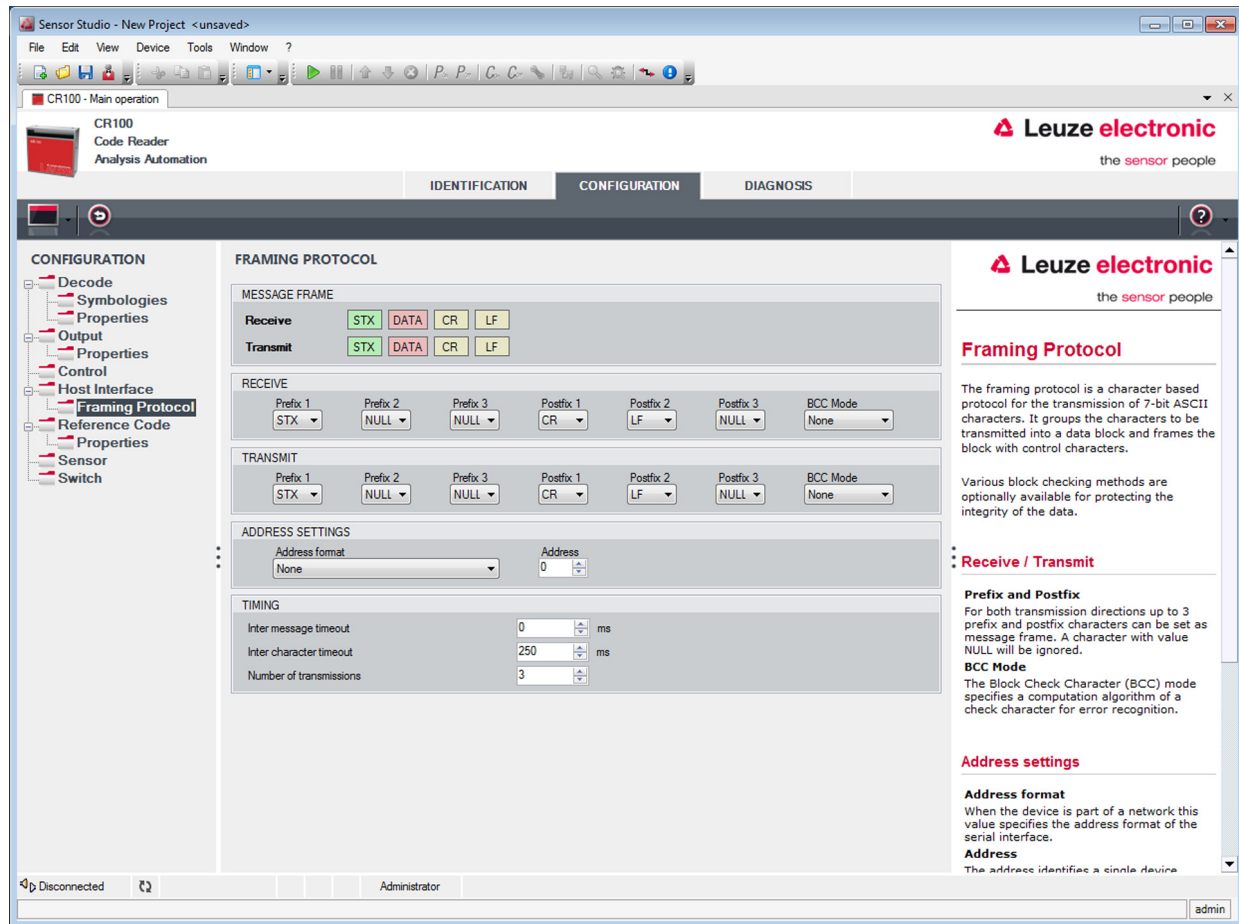 Sensor Studio - New Project <unsaved>
File Edit View Device Tools Window ?
CR100 - Main operation
CR100
Code Reader
Analysis Automation
Leuze electronic
the sensor people
IDENTIFICATION CONFIGURATION DIAGNOSIS
CONFIGURATION
Decode
Symbologies
Properties
Output
Properties
Control
Host Interface
Framing Protocol
Reference Code
Properties
Sensor
Switch
FRAMING PROTOCOL
MESSAGE FRAME
Receive STX DATA CR LF
Transmit STX DATA CR LF
RECEIVE
Prefix 1 Prefix 2 Prefix 3 Postfix 1 Postfix 2 Postfix 3 BCC Mode
STX NULL NULL CR LF NULL None
TRANSMIT
Prefix 1 Prefix 2 Prefix 3 Postfix 1 Postfix 2 Postfix 3 BCC Mode
STX NULL NULL CR LF NULL None
ADDRESS SETTINGS
Address format Address
None 0
TIMING
Inter message timeout 0 ms
Inter character timeout 250 ms
Number of transmissions 3
Leuze electronic
the sensor people
Framing Protocol
The framing protocol is a character based
protocol for the transmission of 7-bit ASCII
characters. It groups the characters to be
transmitted into a data block and frames the
block with control characters.
Various block checking methods are
optionally available for protecting the
integrity of the data.
Receive / Transmit
Prefix and Postfix
For both transmission directions up to 3
prefix and postfix characters can be set as
message frame. A character with value
NULL will be ignored.
BCC Mode
The Block Check Character (BCC) mode
specifies a computation algorithm of a
check character for error recognition.
Address settings
Address format
When the device is part of a network this
value specifies the address format of the
serial interface.
Address
The address identifies a single device
Disconnected Administrator
admin